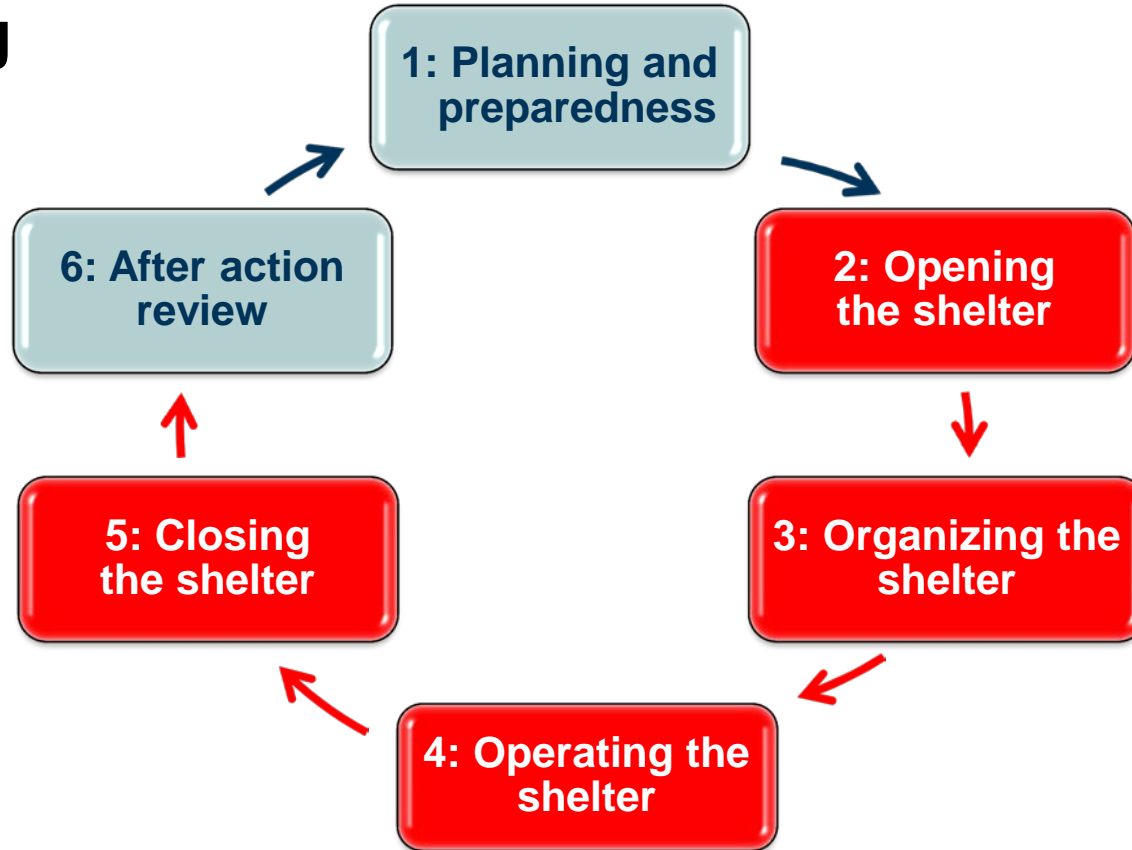 1: Planning and
preparedness
2: Opening
the shelter
3: Organizing the
shelter
4: Operating the
shelter
5: Closing
the shelter
6: After action
review